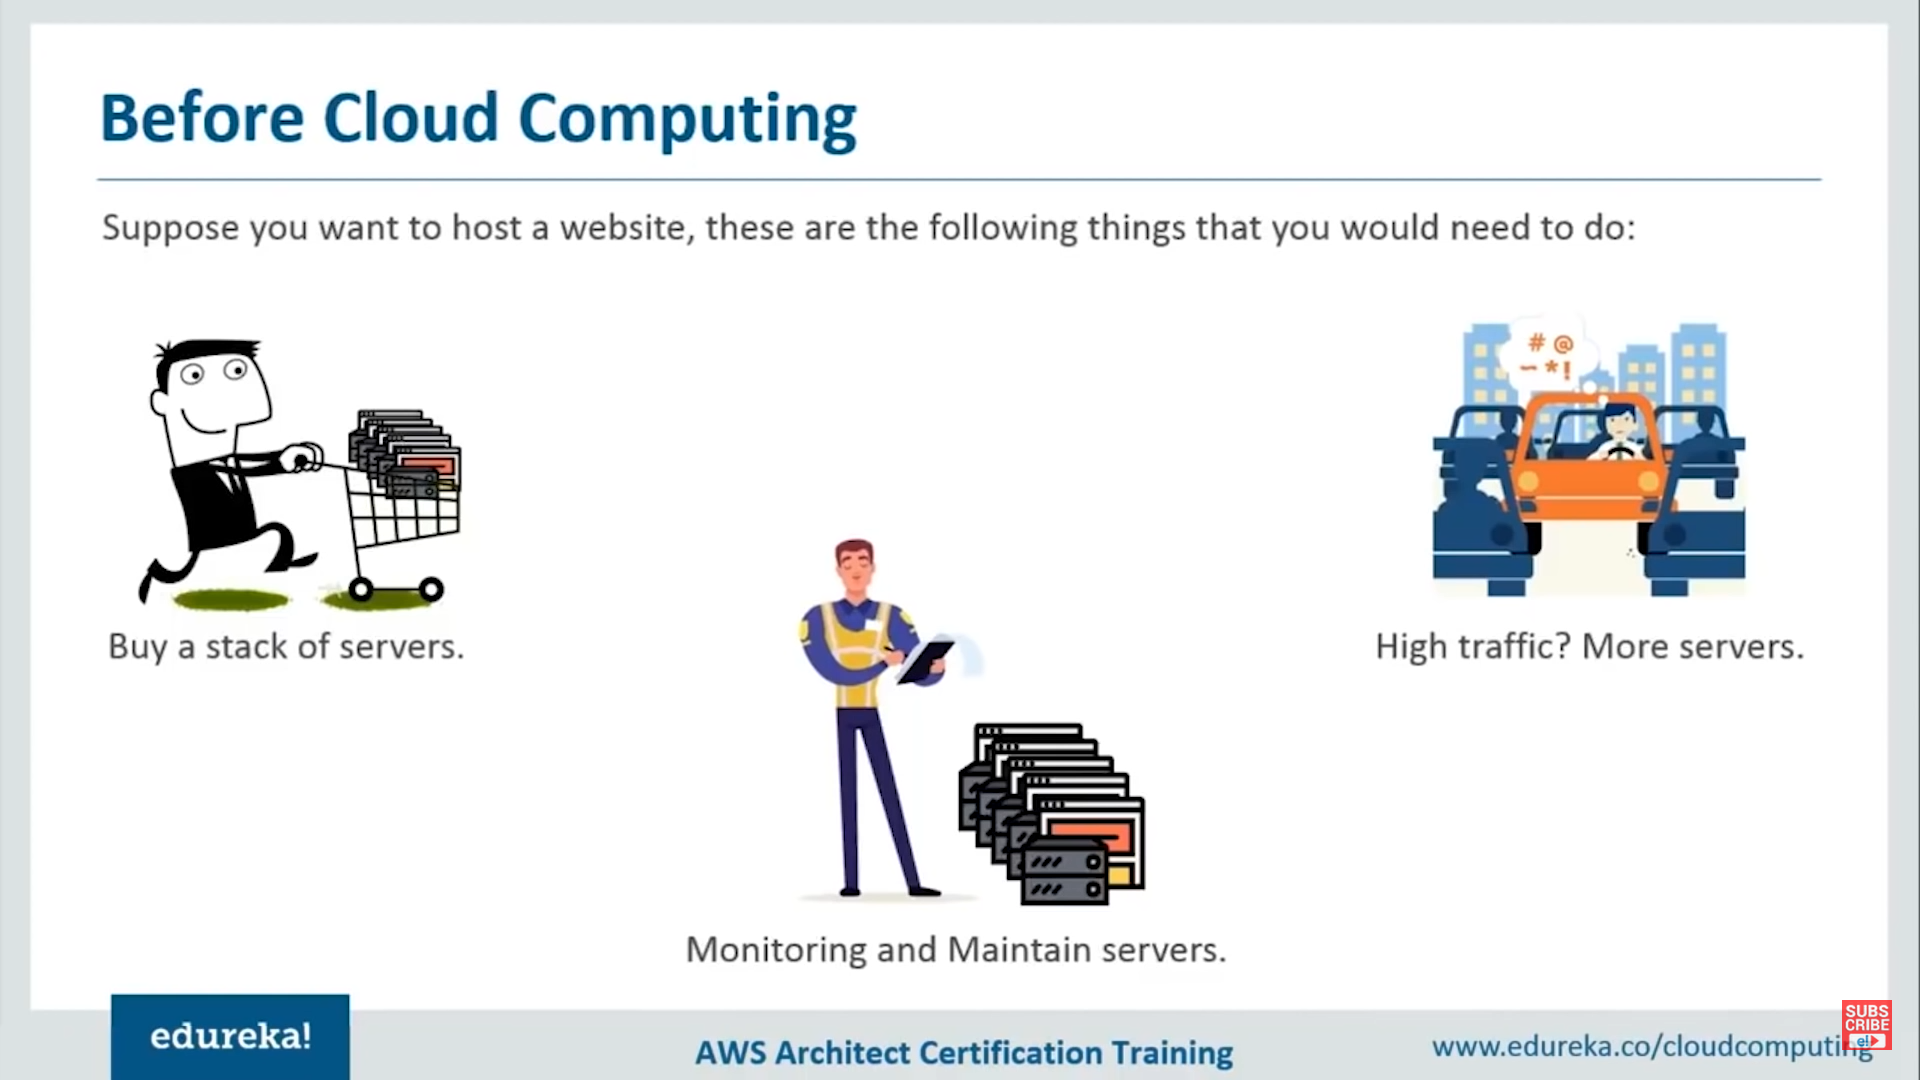 Before Cloud Computing
Suppose you want to host a website, these are the following things that you would need to do:
# @
~ * !
Buy a stack of servers.
High traffic? More servers.
Monitoring and Maintain servers.
edureka!
AWS Architect Certification Training
www.edureka.co/cloudcomputing
SUBS
CRIBE
e!